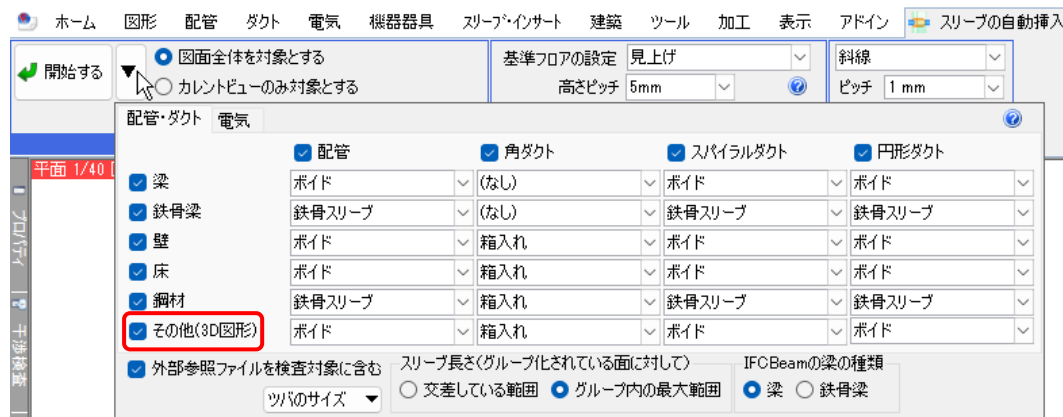 ホーム 図形 配管 ダクト 電気 機器器具 スリーブ・インサート 建築 ツール 加工 表示 アドイン スリーブの自動挿入
開始する 図面全体を対象とする 基準フロアの設定 見上げ 斜線
カレントビューのみ対象とする 高さピッチ 5mm ピッチ 1 mm
配管・ダクト 電気
配管 角ダクト スパイラルダクト 円形ダクト
平面 1/40
梁 ボイド (なし) ボイド ボイド
鉄骨梁 鉄骨スリーブ (なし) 鉄骨スリーブ 鉄骨スリーブ
壁 ボイド 箱入れ ボイド ボイド
床 ボイド 箱入れ ボイド ボイド
鋼材 鉄骨スリーブ 箱入れ 鉄骨スリーブ 鉄骨スリーブ
その他(3D図形) ボイド 箱入れ ボイド ボイド
プロパティ
干渉検査
外部参照ファイルを検査対象に含む スリーブ長さ(グループ化されている面に対して) IFCBeamの梁の種類
ツバのサイズ 交差している範囲 グループ内の最大範囲 梁 鉄骨梁